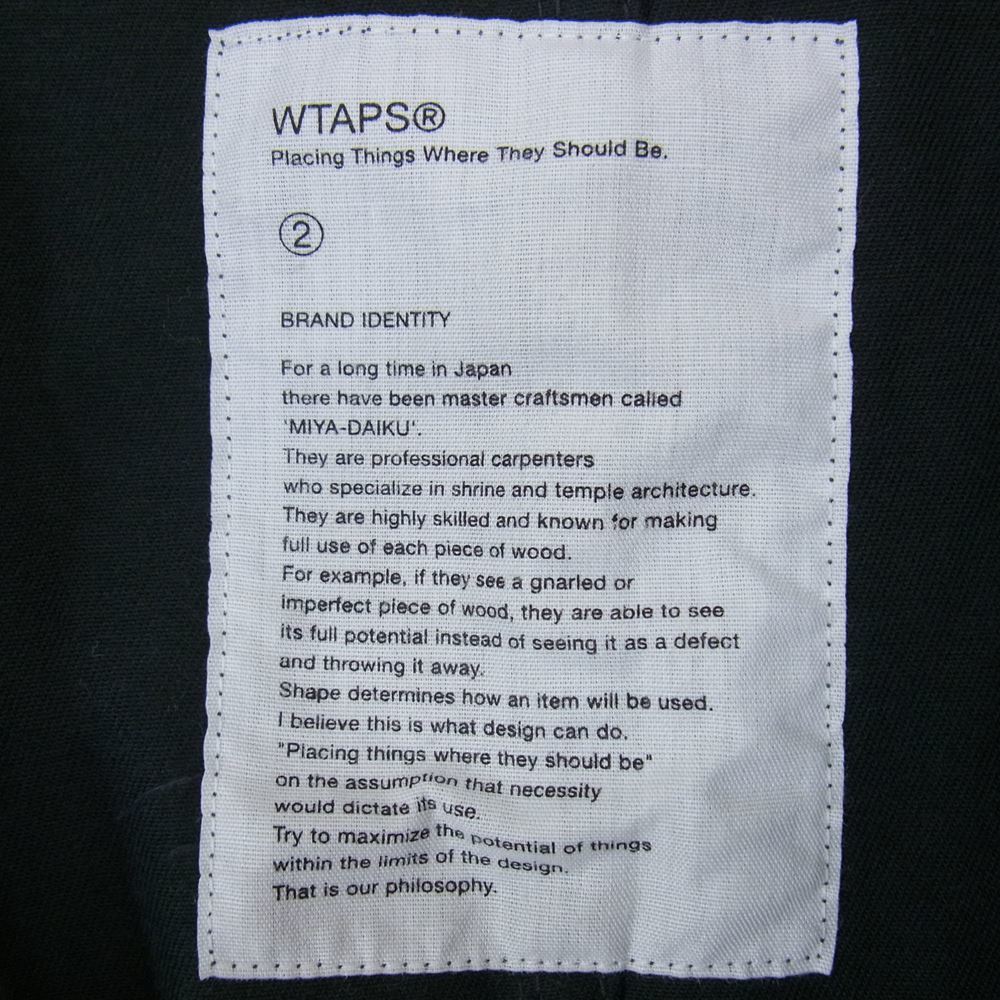 WTAPS®
Placing Things Where They Should Be.
②
BRAND IDENTITY
For a long time in Japan
there have been master craftsmen called
'MIYA-DAIKU'.
They are professional carpenters
who specialize in shrine and temple architecture.
They are highly skilled and known for making
full use of each piece of wood.
For example, if they see a gnarled or
imperfect piece of wood, they are able to see
its full potential instead of seeing it as a defect
and throwing it away.
Shape determines how an item will be used.
I believe this is what design can do.
"Placing things where they should be"
on the assumption that necessity
would dictate its use.
Try to maximize the potential of things
within the limits of the design.
That is our philosophy.